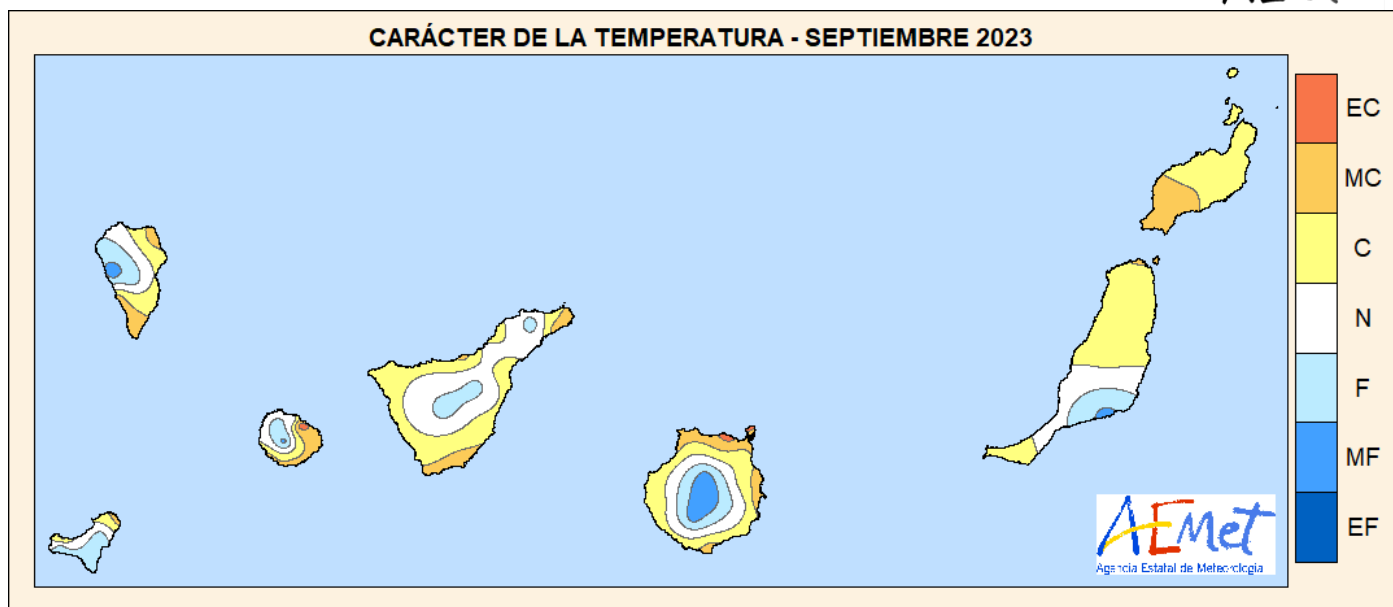 CARÁCTER DE LA TEMPERATURA - SEPTIEMBRE 2023
EC
MC
C
N
F
MF
EF
AEMet
Agencia Estatal de Meteorología